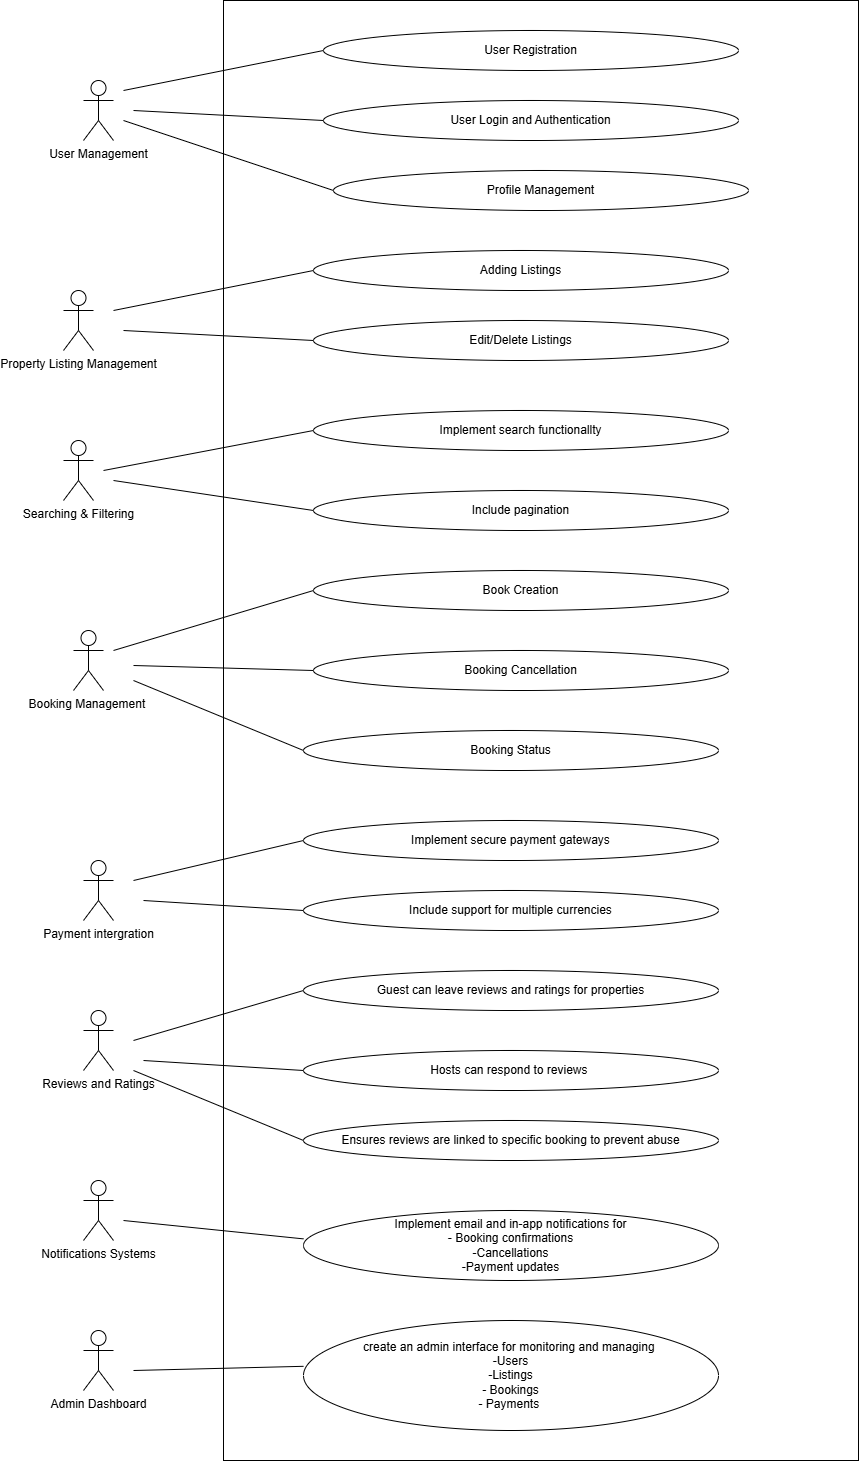 User Registration
User Login and Authentication
User Management
Profile Management
Adding Listings
Edit/Delete Listings
Property Listing Management
Implement search functionallty
Include pagination
Searching & Filtering
Book Creation
Booking Cancellation
Booking Management
Booking Status
Implement secure payment gateways
Include support for multiple currencies
Payment intergration
Guest can leave reviews and ratings for properties
Hosts can respond to reviews
Reviews and Ratings
Ensures reviews are linked to specific booking to prevent abuse
Implement email and in-app notifications for
- Booking confirmations
-Cancellations
-Payment updates
Notifications Systems
create an admin interface for monitoring and managing
-Users
-Listings
- Bookings
- Payments
Admin Dashboard